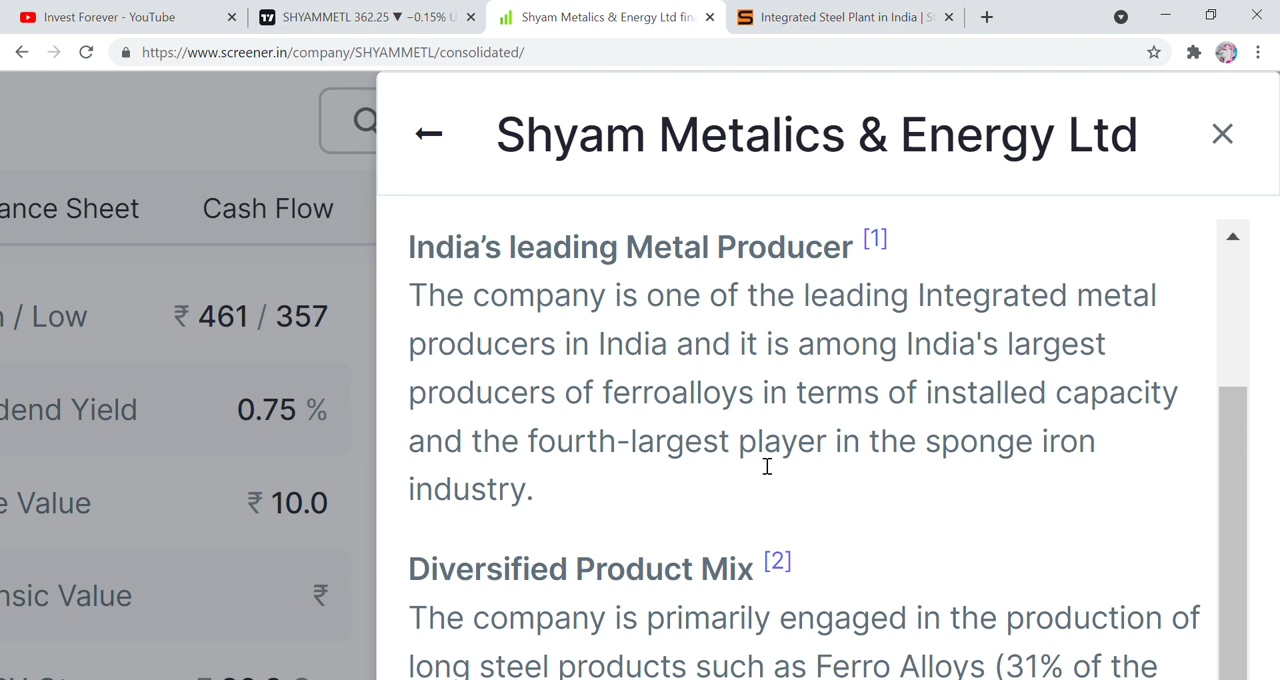 Invest Forever - YouTube
SHYAMMETL 362.25 ▼ −0.15% U
Shyam Metalics & Energy Ltd fin
Integrated Steel Plant in India | S
https://www.screener.in/company/SHYAMMETL/consolidated/
Shyam Metalics & Energy Ltd
ance Sheet Cash Flow
/ Low ₹ 461 / 357
dend Yield 0.75 %
e Value ₹ 10.0
nsic Value ₹
India's leading Metal Producer [1]
The company is one of the leading Integrated metal
producers in India and it is among India's largest
producers of ferroalloys in terms of installed capacity
and the fourth-largest player in the sponge iron
industry.
Diversified Product Mix [2]
The company is primarily engaged in the production of
long steel products such as Ferro Alloys (31% of the